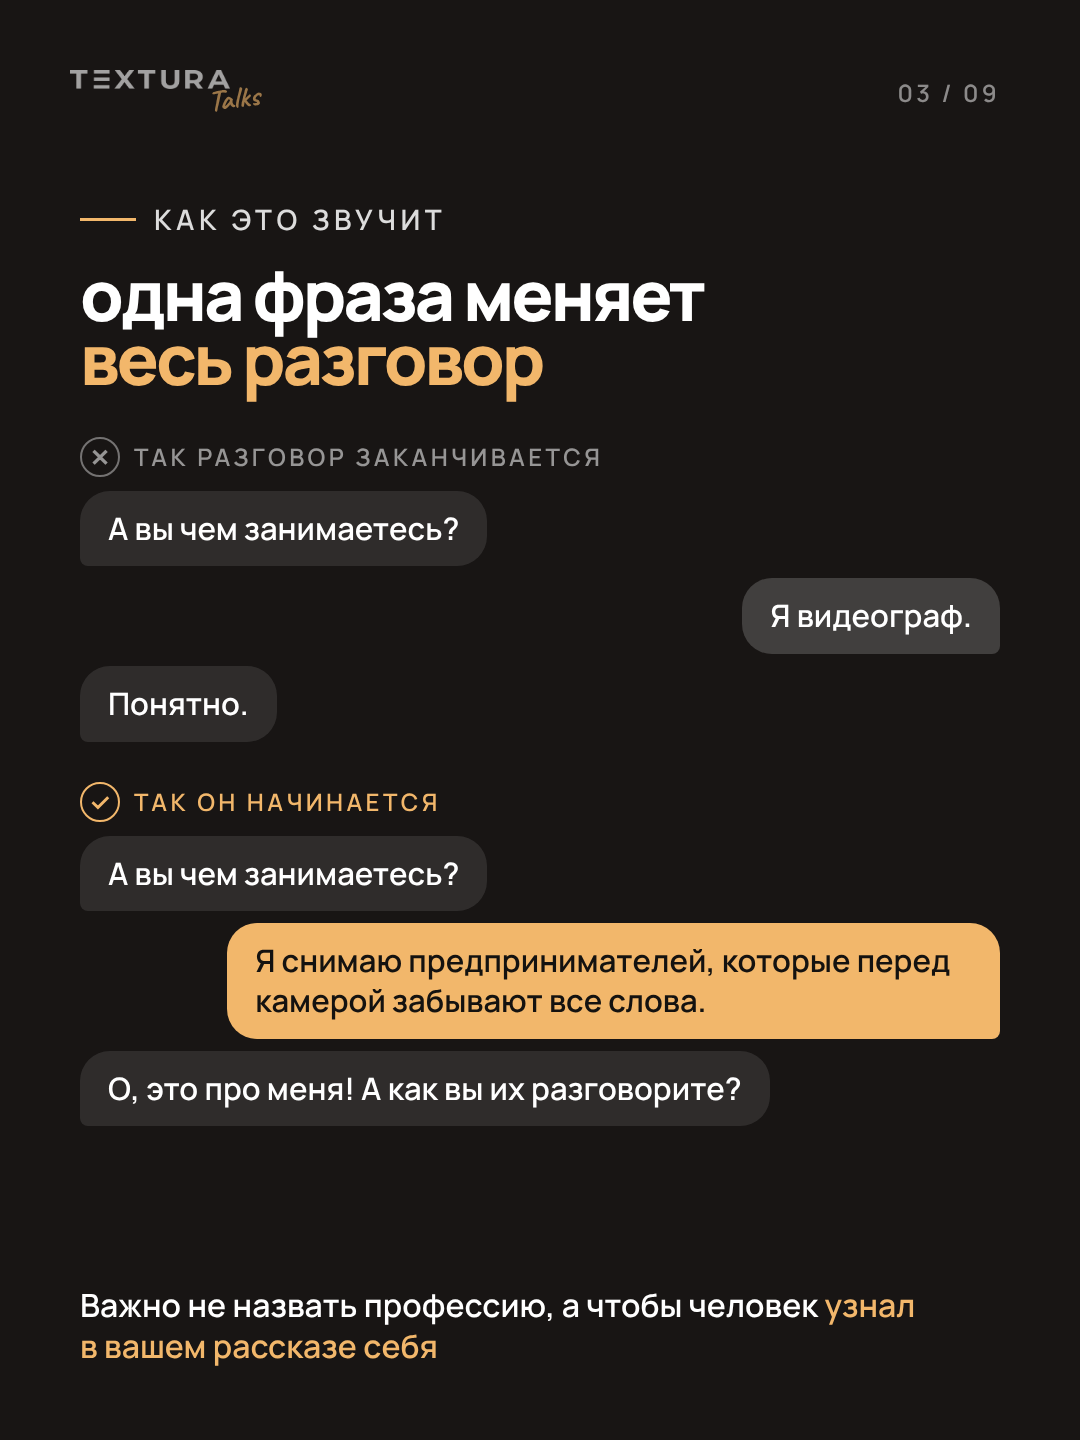 TEXTURA
Talks
03 / 09
КАК ЭТО ЗВУЧИТ
одна фраза меняет
весь разговор
ТАК РАЗГОВОР ЗАКАНЧИВАЕТСЯ
А вы чем занимаетесь?
Я видеограф.
Понятно.
ТАК ОН НАЧИНАЕТСЯ
А вы чем занимаетесь?
Я снимаю предпринимателей, которые перед
камерой забывают все слова.
О, это про меня! А как вы их разговорите?
Важно не назвать профессию, а чтобы человек узнал
в вашем рассказе себя